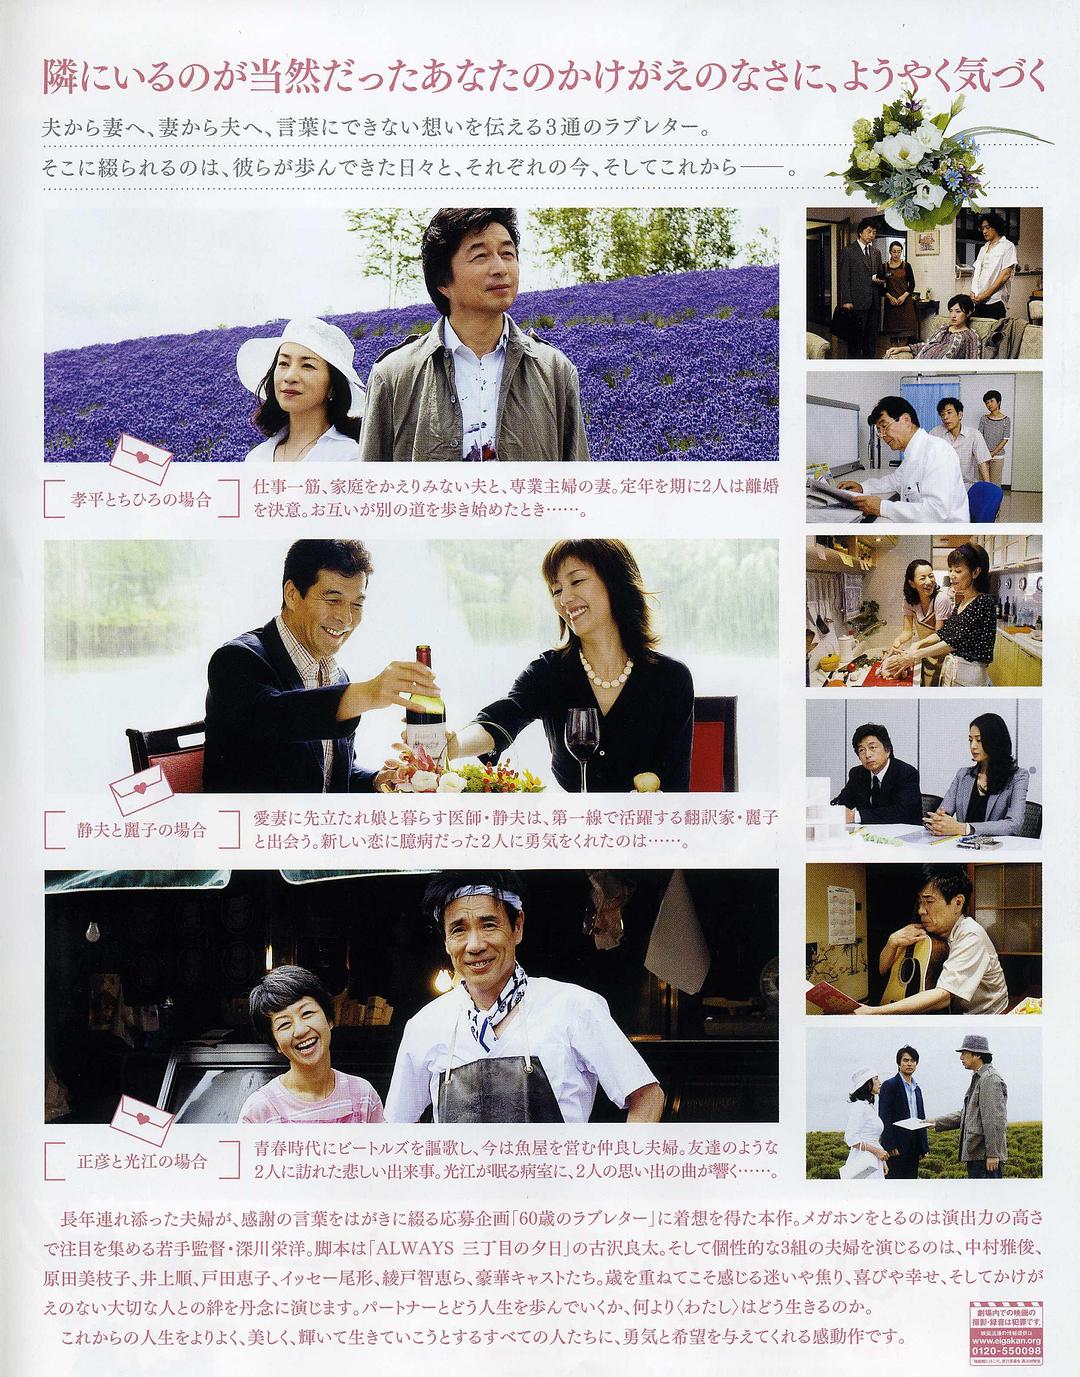 隣にいるのが当然だったあなたのかけがえのなさに、ようやく気づく
夫から妻へ、妻から夫へ、言葉にできない想いを伝える3通のラブレター。
そこに綴られるのは、彼らが歩んできた日々と、それぞれの今、そしてこれから――。
孝平とちひろの場合
仕事一筋、家庭をかえりみない夫と、専業主婦の妻。定年を期に2人は離婚
を決意。お互いが別の道を歩き始めたとき……。
静夫と麗子の場合
愛妻に先立たれ娘と暮らす医師・静夫は、第一線で活躍する翻訳家・麗子
と出会う。新しい恋に臆病だった2人に勇気をくれたのは……。
正彦と光江の場合
青春時代にビートルズを謳歌し、今は魚屋を営む仲良し夫婦。友達のような
2人に訪れた悲しい出来事。光江が眠る病室に、2人の思い出の曲が響く……。
長年連れ添った夫婦が、感謝の言葉をはがきに綴る応募企画「60歳のラブレター」に着想を得た本作。メガホンをとるのは演出力の高さ
で注目を集める若手監督・深川栄洋。脚本は「ALWAYS 三丁目の夕日」の古沢良太。そして個性的な3組の夫婦を演じるのは、中村雅俊、
原田美枝子、井上順、戸田恵子、イッセー尾形、綾戸智恵ら、豪華キャストたち。歳を重ねてこそ感じる迷いや焦り、喜びや幸せ、そしてかけが
えのない大切な人との絆を丹念に演じます。パートナーとどう人生を歩んでいくか、何より〈わたし〉はどう生きるのか。
これからの人生をよりよく、美しく、輝いて生きていこうとするすべての人たちに、勇気と希望を与えてくれる感動作です。
劇場内での映画の
撮影・録音は犯罪です。
映画盗撮の情報提供は
www.eigakan.org
0120-550098